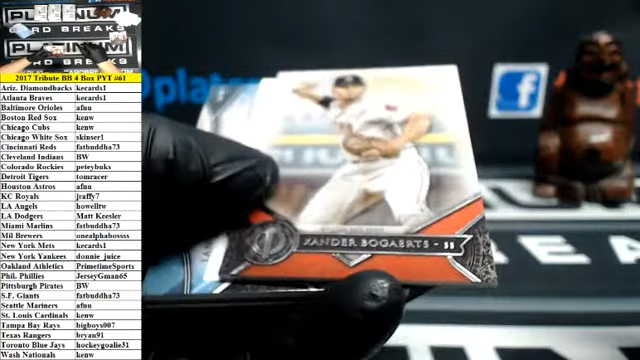 PLATINUM
CARD BREAKS
PLATINUM
2017 Tribute BB 4 Box PYT #61
Ariz. Diamondbacks kecards1
Atlanta Braves kecards1
Baltimore Orioles afnu
Boston Red Sox kenw
Chicago Cubs kenw
Chicago White Sox skinser1
Cincinnati Reds fatbuddha73
Cleveland Indians BW
Colorado Rockies peteybuks
Detroit Tigers tomracer
Houston Astros afnu
KC Royals jraffy7
LA Angels howelltw
LA Dodgers Matt Keesler
Miami Marlins fatbuddha73
Mil Brewers onealphabossss
New York Mets kecards1
New York Yankees donnie_juice
Oakland Athletics PrimetimeSports
Phil. Phillies JerseyGman65
Pittsburgh Pirates BW
S.F. Giants fatbuddha73
Seattle Mariners afnu
St. Louis Cardinals kenw
Tampa Bay Rays bigboys007
Texas Rangers bryan91
Toronto Blue Jays hockeygoalie31
Wash Nationals kenw
f
XANDER BOGAERTS